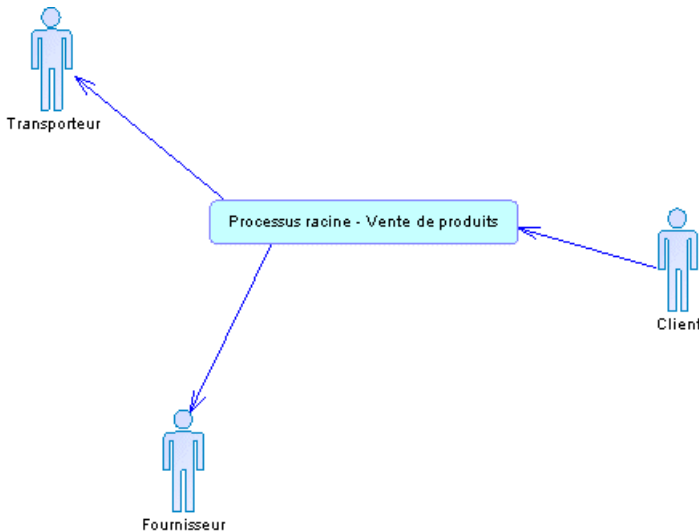 Transporteur
Processus racine - Vente de produits
Client
Fournisseur